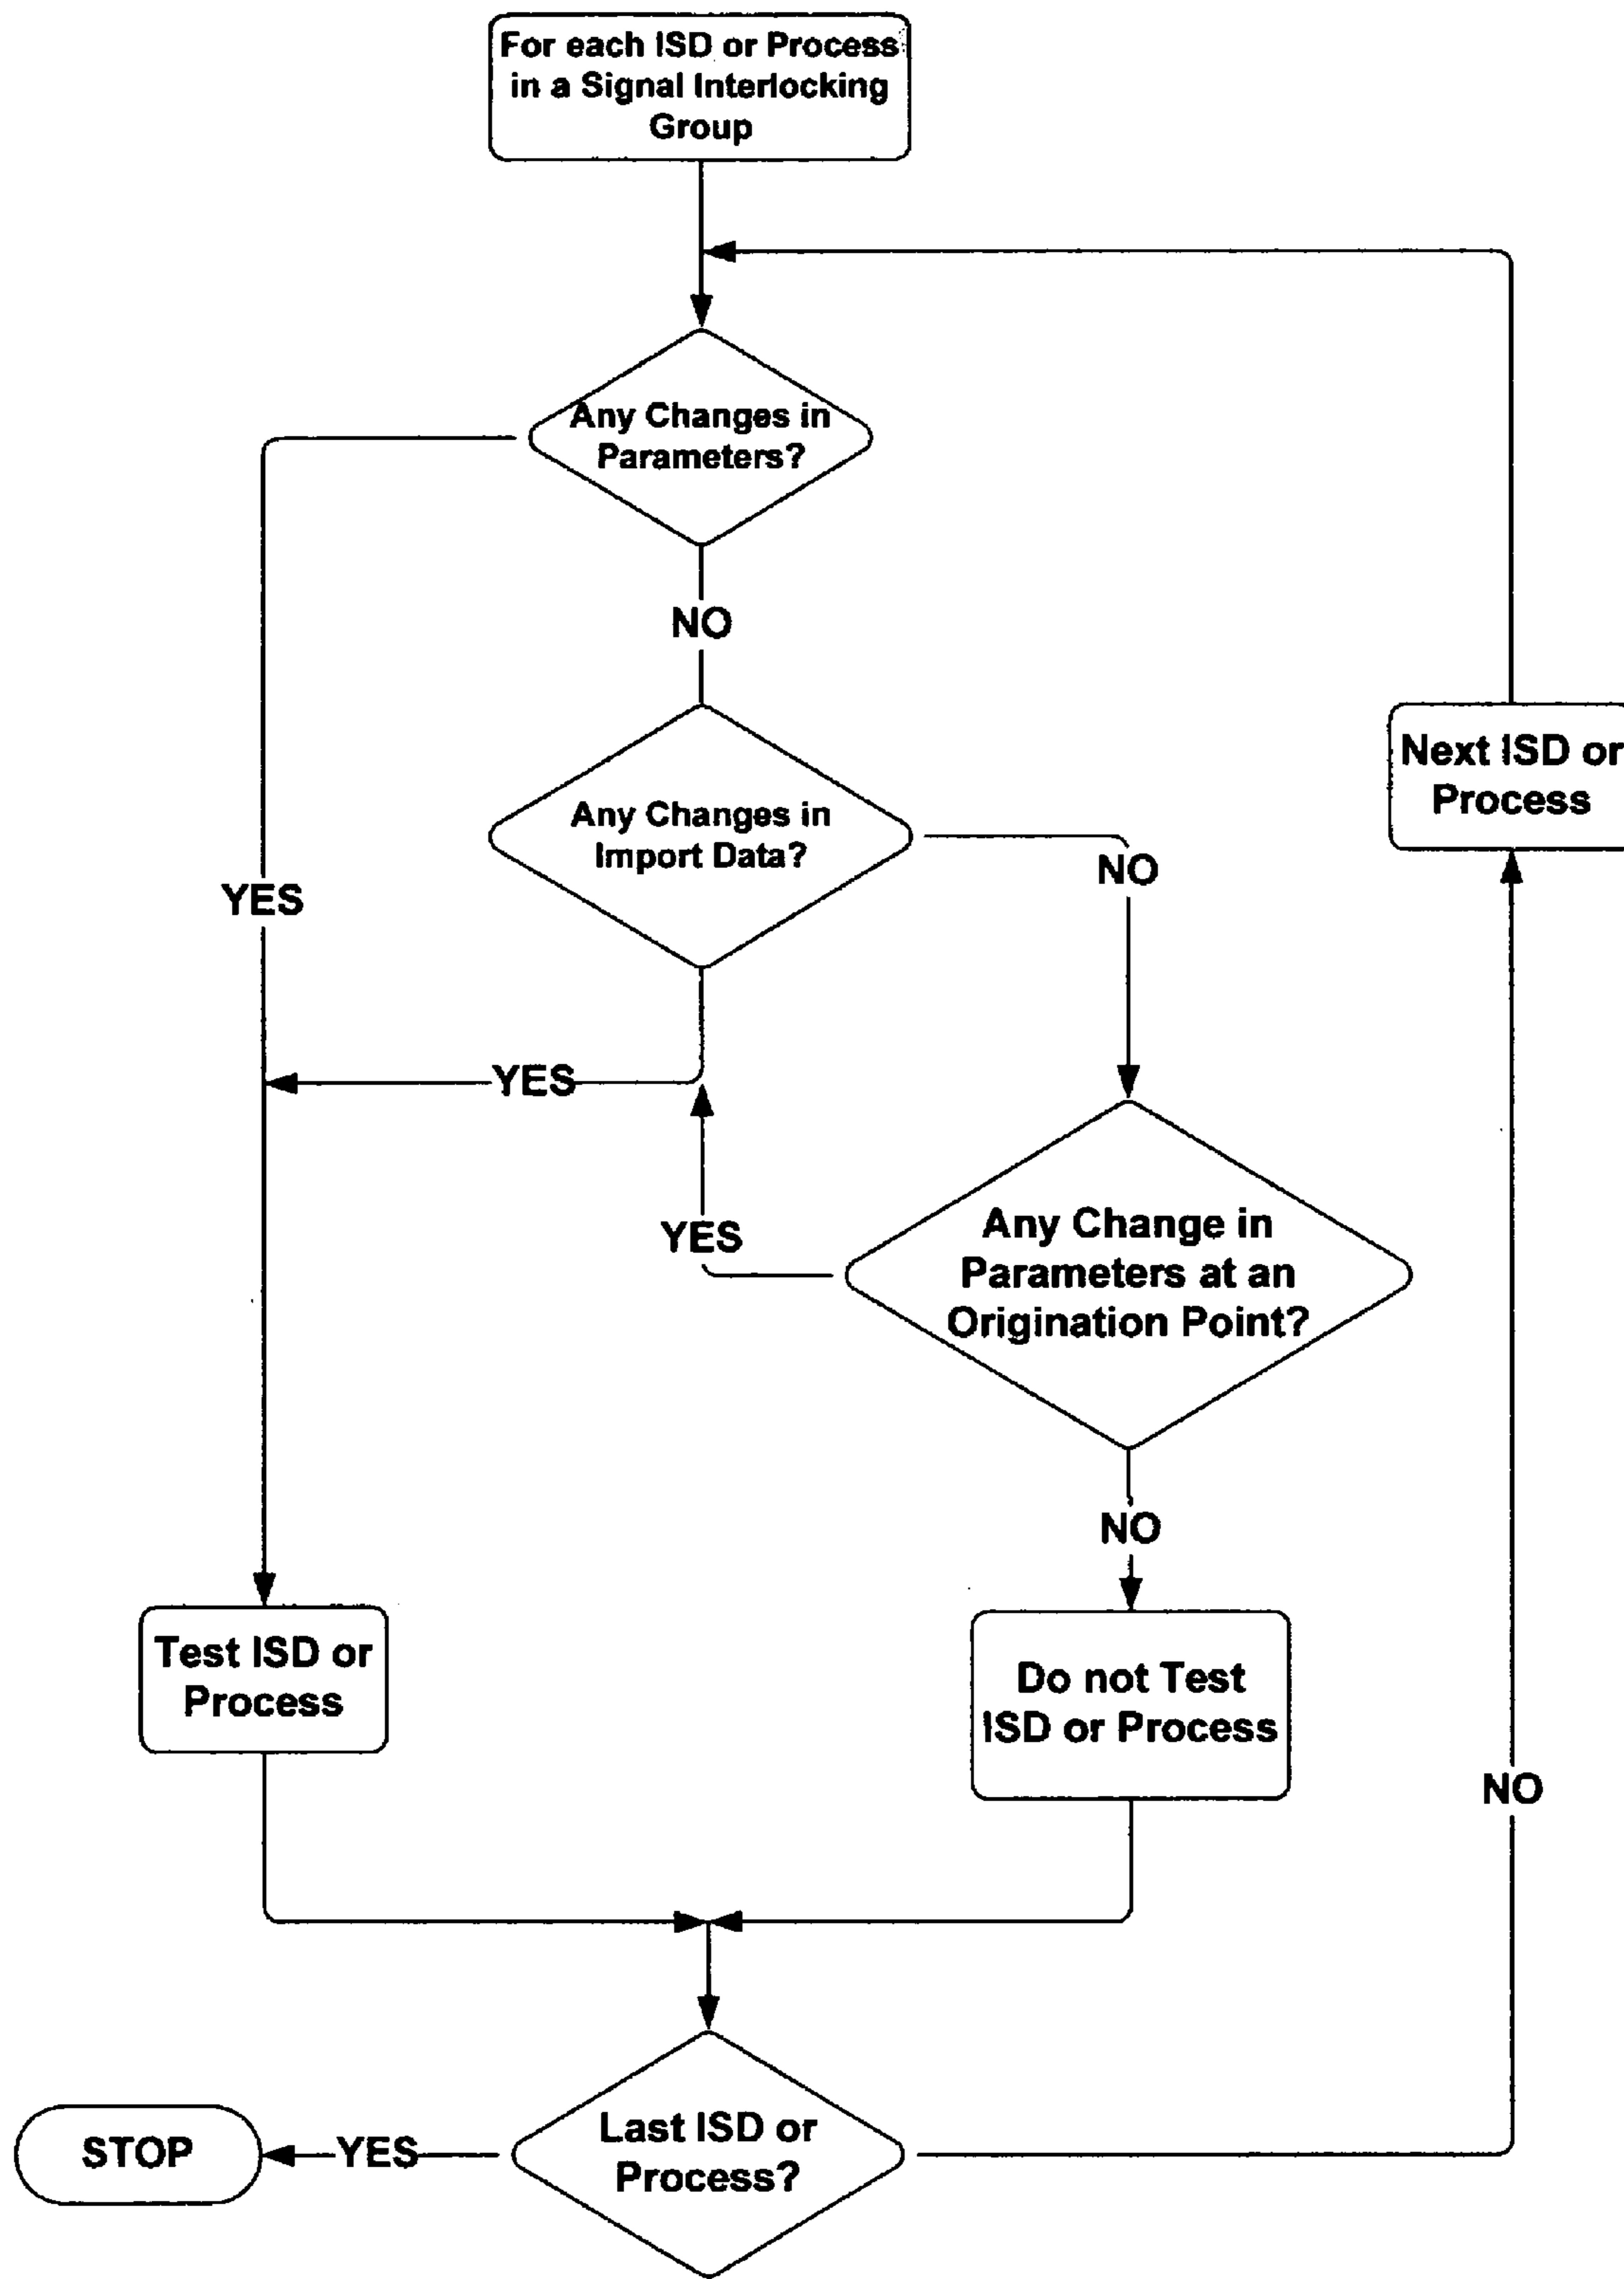 For each ISD or Process
in a Signal Interlocking
Group
Any Changes in
Parameters?
NO
Any Changes in
Import Data?
NO
YES
YES
Next ISD or
Process
YES
Any Change in
Parameters at an
Origination Point?
NO
Test ISD or
Process
Do not Test
ISD or Process
NO
Last ISD or
Process?
YES
STOP